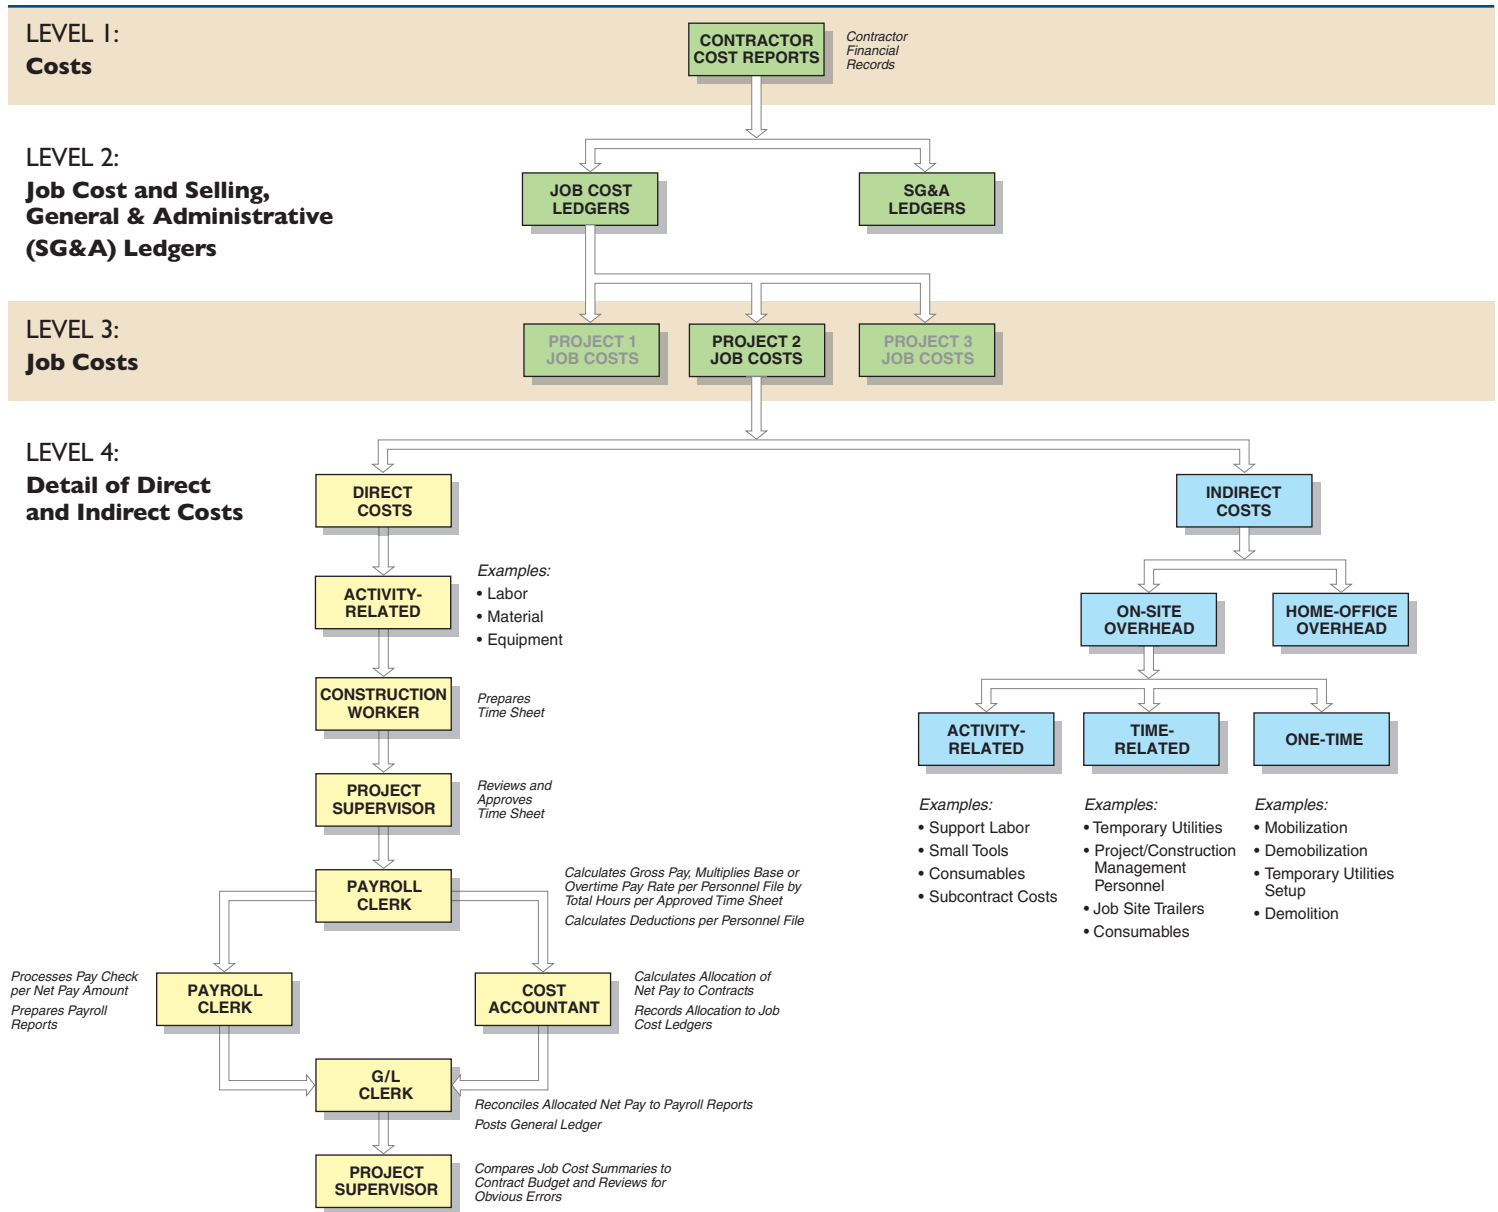 LEVEL 1:
Costs
CONTRACTOR
COST REPORTS
Contractor
Financial
Records
LEVEL 2:
Job Cost and Selling,
General & Administrative
(SG&A) Ledgers
JOB COST
LEDGERS
SG&A
LEDGERS
LEVEL 3:
Job Costs
PROJECT 1
JOB COSTS
PROJECT 2
JOB COSTS
PROJECT 3
JOB COSTS
LEVEL 4:
Detail of Direct
and Indirect Costs
DIRECT
COSTS
ACTIVITY-
RELATED
Examples:
• Labor
• Material
• Equipment
CONSTRUCTION
WORKER
Prepares
Time Sheet
PROJECT
SUPERVISOR
Reviews and
Approves
Time Sheet
PAYROLL
CLERK
Calculates Gross Pay, Multiplies Base or
Overtime Pay Rate per Personnel File by
Total Hours per Approved Time Sheet
Calculates Deductions per Personnel File
Processes Pay Check
per Net Pay Amount
Prepares Payroll
Reports
PAYROLL
CLERK
COST
ACCOUNTANT
Calculates Allocation of
Net Pay to Contracts
Records Allocation to Job
Cost Ledgers
G/L
CLERK
Reconciles Allocated Net Pay to Payroll Reports
Posts General Ledger
PROJECT
SUPERVISOR
Compares Job Cost Summaries to
Contract Budget and Reviews for
Obvious Errors
INDIRECT
COSTS
ON-SITE
OVERHEAD
HOME-OFFICE
OVERHEAD
ACTIVITY-
RELATED
TIME-
RELATED
ONE-TIME
Examples:
• Support Labor
• Small Tools
• Consumables
• Subcontract Costs
Examples:
• Temporary Utilities
• Project/Construction
Management
Personnel
• Job Site Trailers
• Consumables
Examples:
• Mobilization
• Demobilization
• Temporary Utilities
Setup
• Demolition